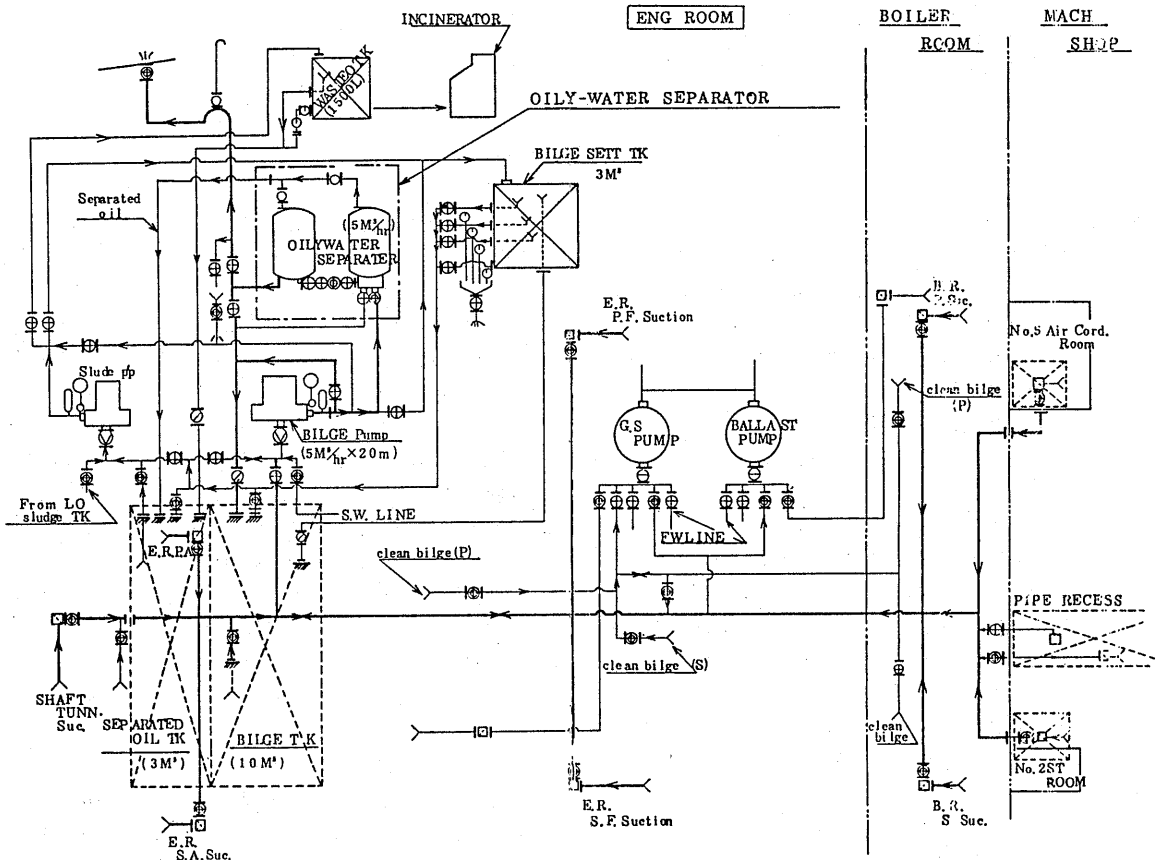 INCINERATOR
ENG ROOM
BOILER
ROOM
MACH
SHOP
WASTEO TK
(1500L)
OILY-WATER SEPARATOR
BILGE SETT TK
3M³
Separated
oil
(5M³/hr)
OILYWATER
SEPARATER
E.R.
P.F. Suction
B.R.
P.Suc.
No,5 Air Cord.
Room
Slude p/p
clean bilge
(P)
G.S
PUMP
BALLAST
PUMP
BILGE Pump
(5M³/hr×20m)
From LO
sludge TK
S.W. LINE
FWLINE
E.R.P.A
clean bilge(P)
PIPE RECESS
clean bilge (S)
SHAFT
TUNN.
Suc.
SEPARATED
OIL TK
(3M³)
BILGE TK
(10M³)
clean
bilge
No.2ST
ROOM
E.R.
S.F.Suction
B.R.
S Suc.
E.R.
S.A.Suc.